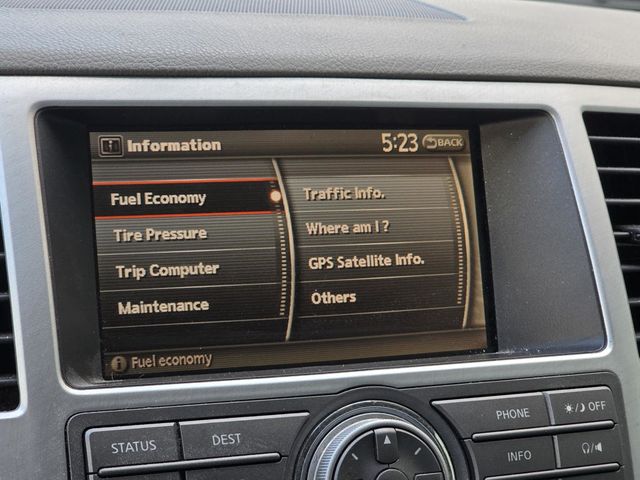 Information 5:23 BACK
Fuel Economy
Tire Pressure
Trip Computer
Maintenance
Traffic Info.
Where am I?
GPS Satellite Info.
Others
i Fuel economy
STATUS
DEST
PHONE
OFF
INFO